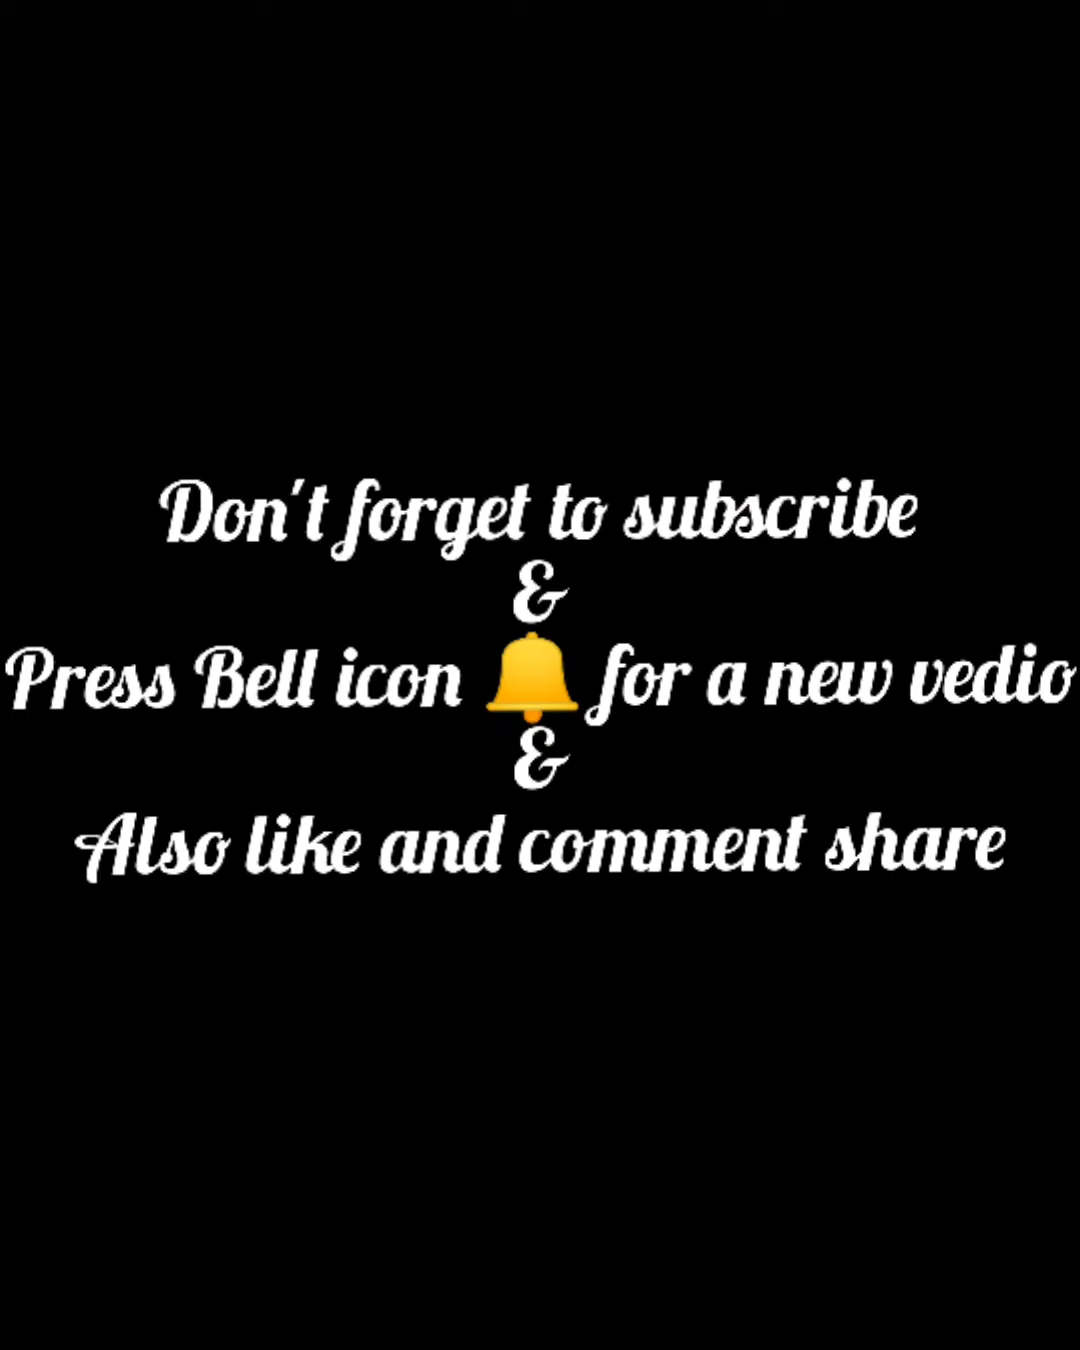 Don't forget to subscribe
&
Press Bell icon 🔔 for a new vedio
&
Also like and comment share